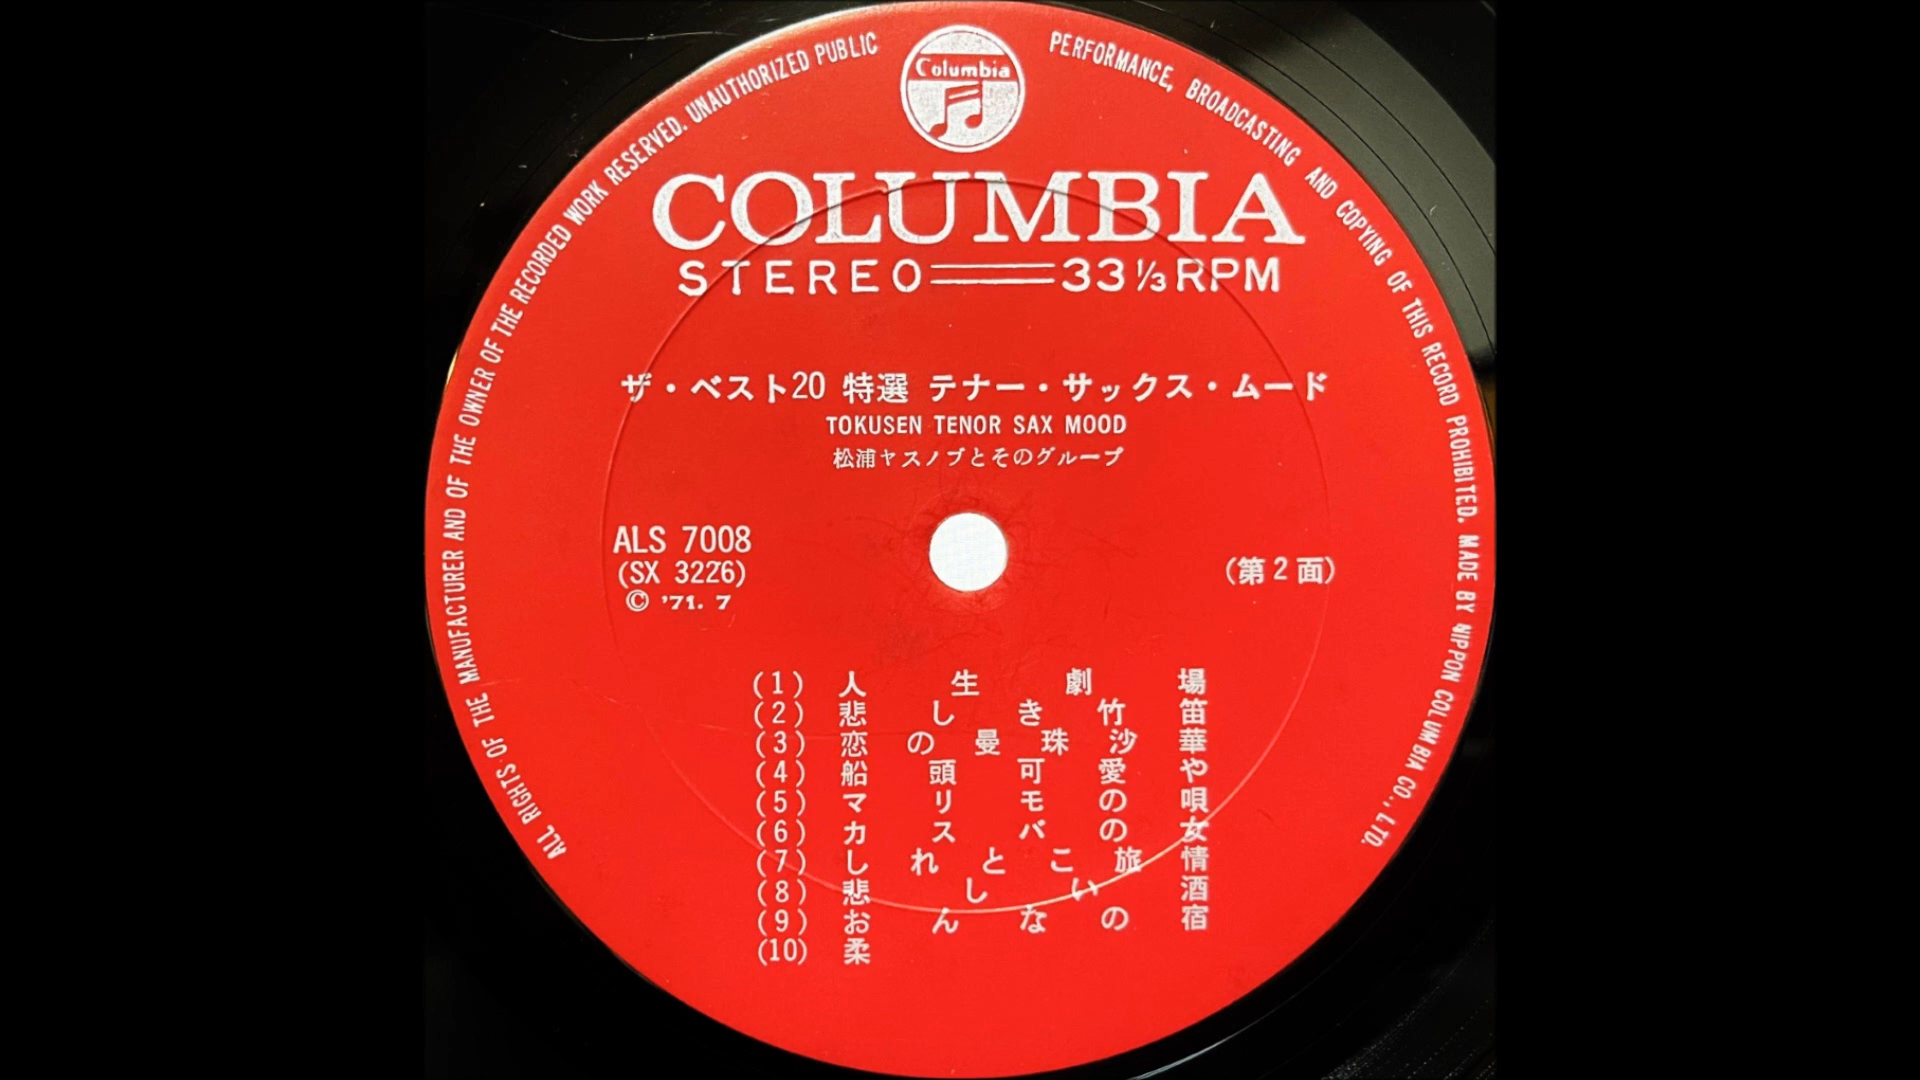 ALL RIGHTS OF THE MANUFACTURER AND OF THE OWNER OF THE RECORDED WORK RESERVED. UNAUTHORIZED PUBLIC PERFORMANCE, BROADCASTING AND COPYING OF THIS RECORD PROHIBITED. MADE BY NIPPON COLUMBIA CO., LTD.
Columbia
COLUMBIA
STEREO 33 1/3 RPM
ザ・ベスト20 特選 テナー・サックス・ムード
TOKUSEN TENOR SAX MOOD
松浦ヤスノブとそのグループ
ALS 7008
(SX 3226)
© '71. 7
(第2面)
(1) 人生劇場
(2) 悲しき竹笛
(3) 恋の曼珠沙華
(4) 船頭可愛や
(5) マリモの唄
(6) カスバの女
(7) しれとこ旅情
(8) 悲しい酒
(9) おんなの宿
(10) 柔